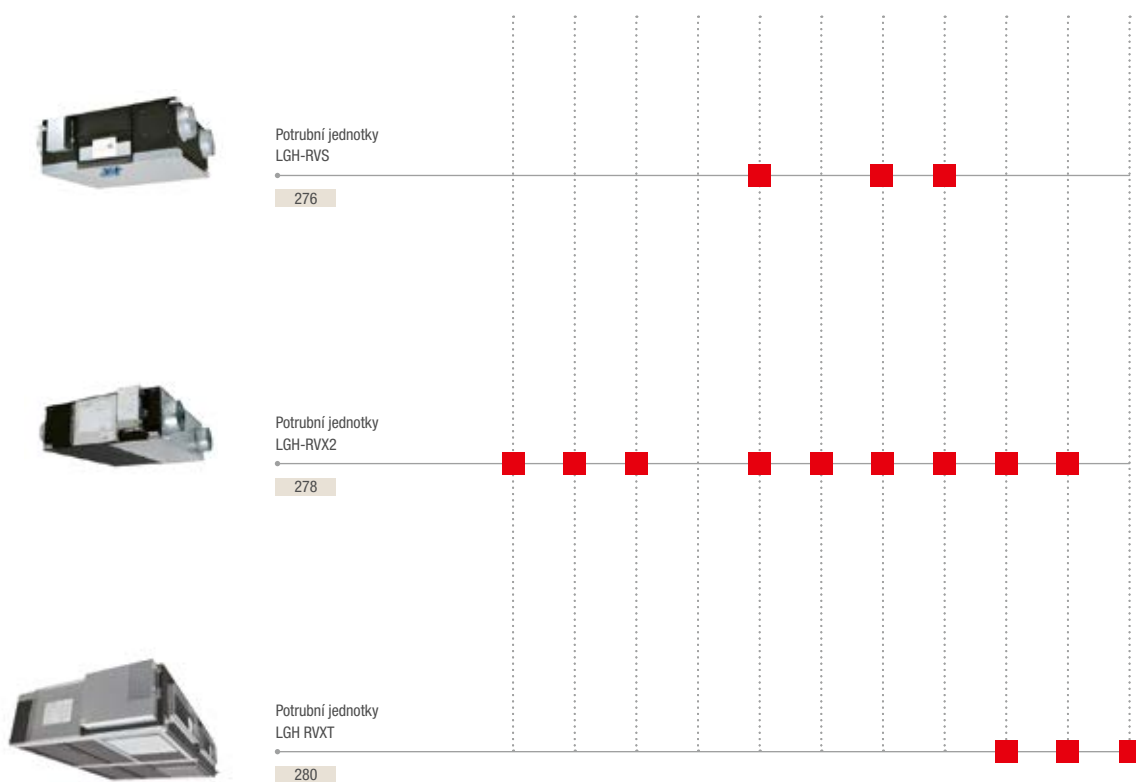 Potrubní jednotky
LGH-RVS
276
Potrubní jednotky
LGH-RVX2
278
Potrubní jednotky
LGH RVXT
280